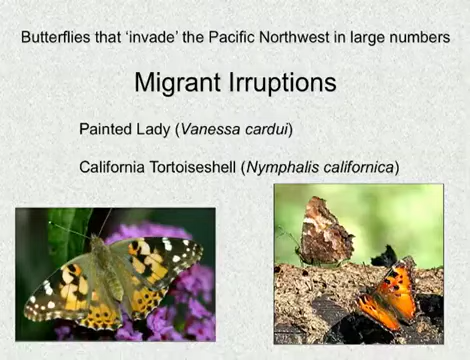 Butterflies that ‘invade’ the Pacific Northwest in large numbers
Migrant Irruptions
Painted Lady (Vanessa cardui)
California Tortoiseshell (Nymphalis californica)